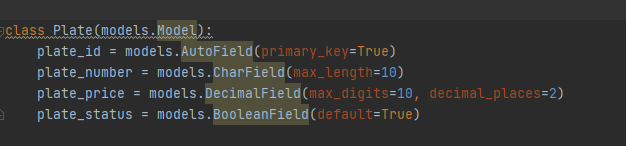 class Plate(models.Model):
    plate_id = models.AutoField(primary_key=True)
    plate_number = models.CharField(max_length=10)
    plate_price = models.DecimalField(max_digits=10, decimal_places=2)
    plate_status = models.BooleanField(default=True)